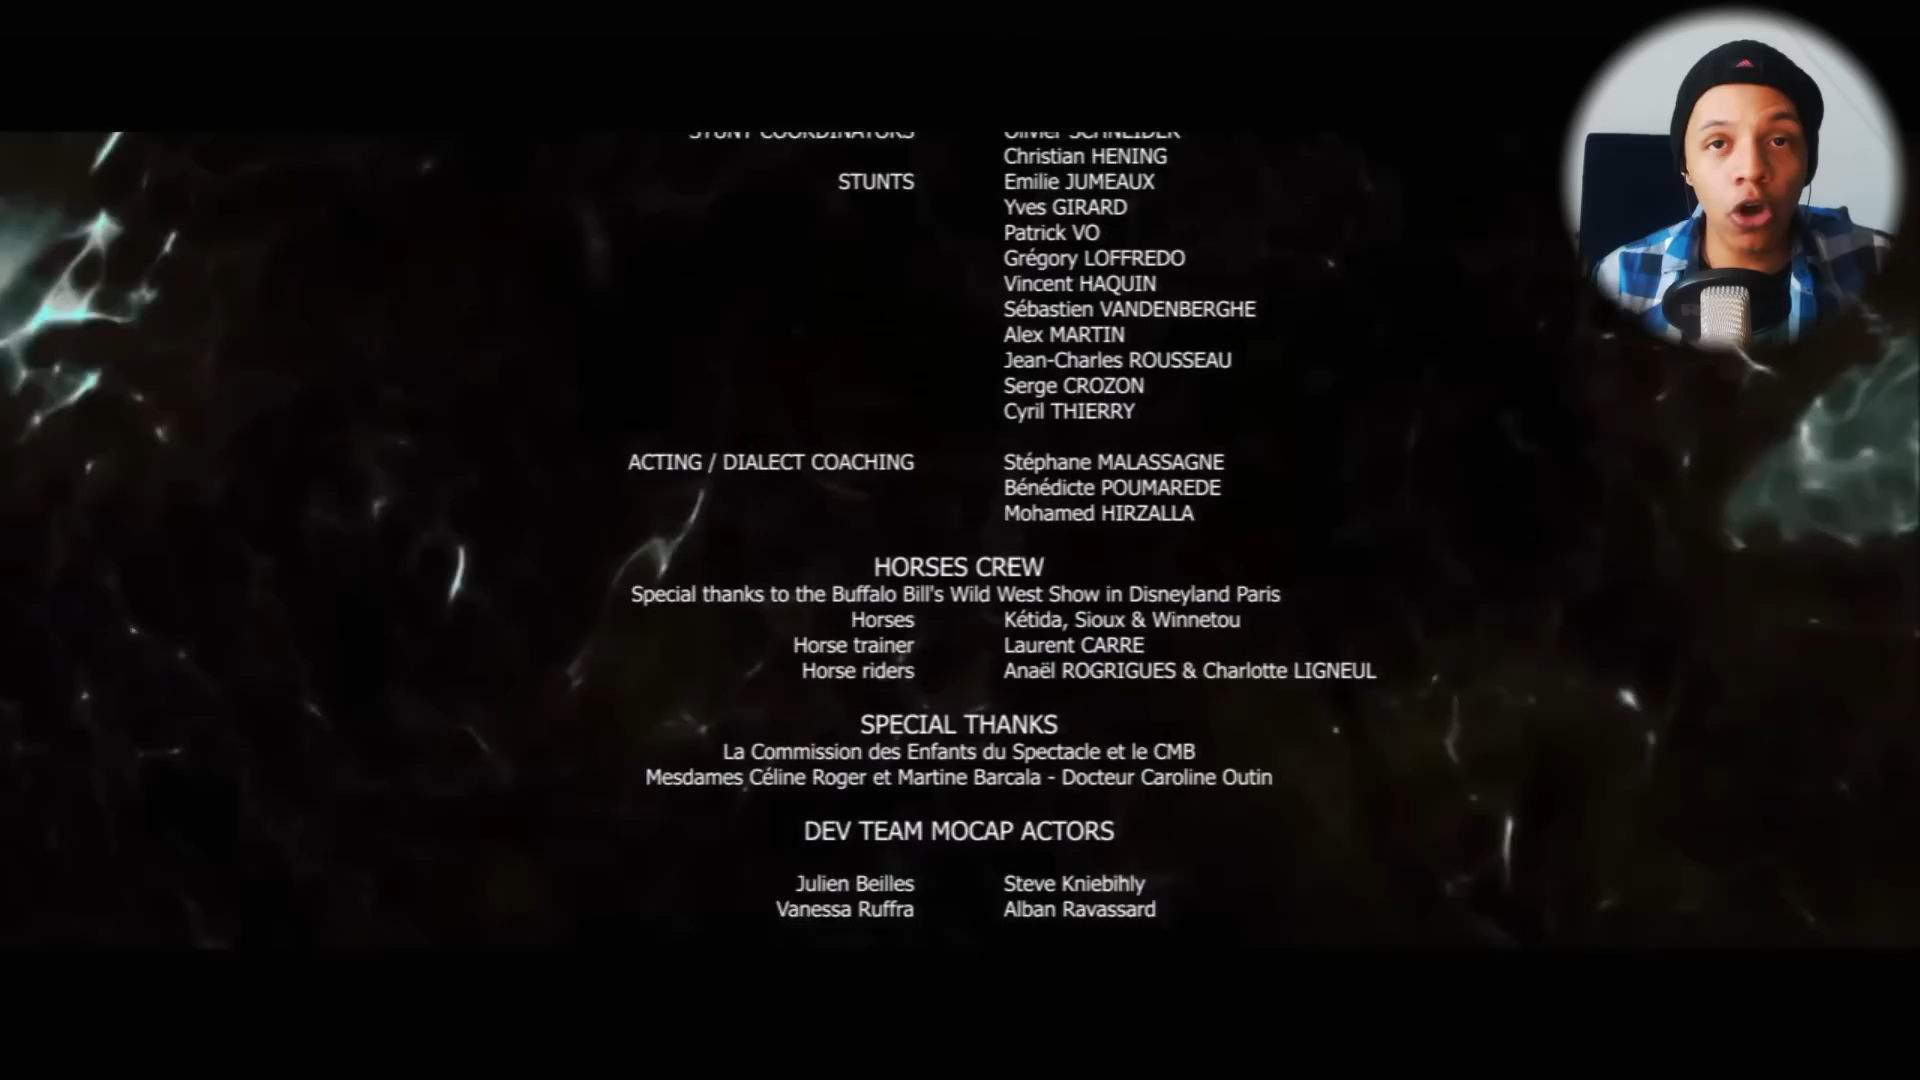 STUNT COORDINATORS Olivier SCHNEIDER
Christian HENING
STUNTS Emilie JUMEAUX
Yves GIRARD
Patrick VO
Grégory LOFFREDO
Vincent HAQUIN
Sébastien VANDENBERGHE
Alex MARTIN
Jean-Charles ROUSSEAU
Serge CROZON
Cyril THIERRY
ACTING / DIALECT COACHING Stéphane MALASSAGNE
Bénédicte POUMAREDE
Mohamed HIRZALLA
HORSES CREW
Special thanks to the Buffalo Bill's Wild West Show in Disneyland Paris
Horses Kétida, Sioux & Winnetou
Horse trainer Laurent CARRE
Horse riders Anaël ROGRIGUES & Charlotte LIGNEUL
SPECIAL THANKS
La Commission des Enfants du Spectacle et le CMB
Mesdames Céline Roger et Martine Barcala - Docteur Caroline Outin
DEV TEAM MOCAP ACTORS
Julien Beilles Steve Kniebihly
Vanessa Ruffra Alban Ravassard